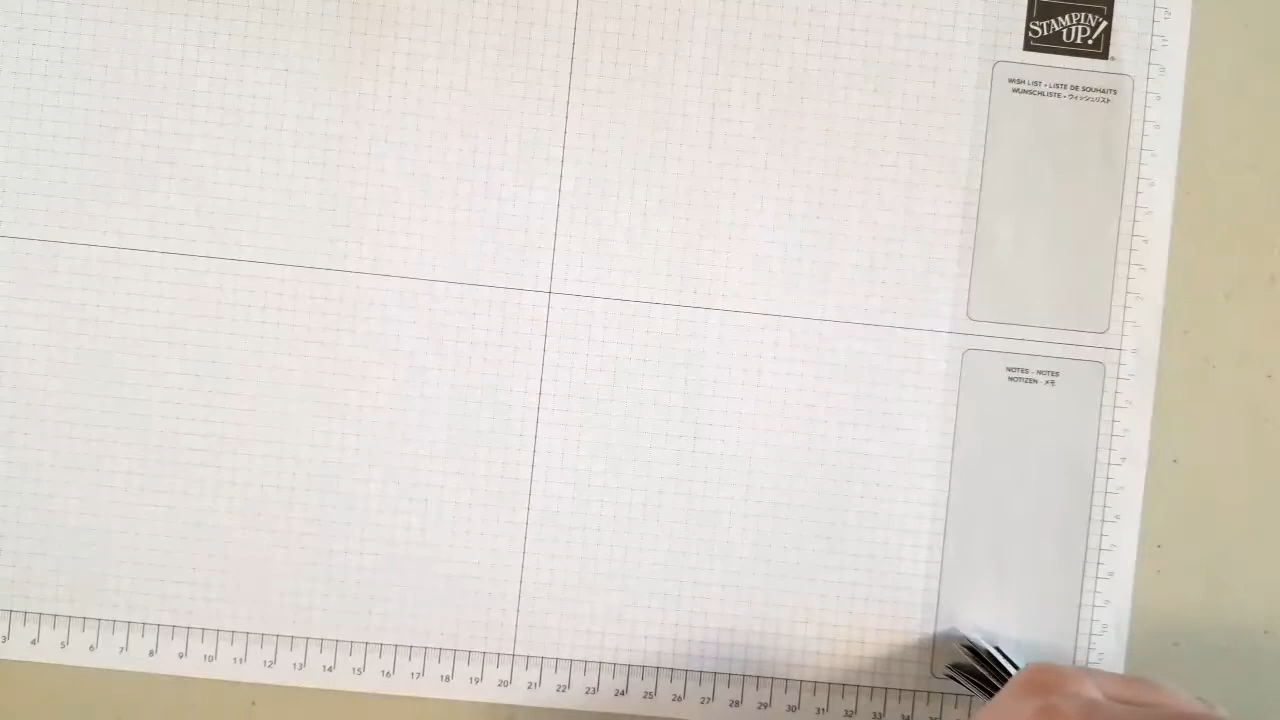 STAMPIN'
UP!
WISH LIST • LISTE DE SOUHAITS
WUNSCHLISTE • ウィッシュリスト
NOTES • NOTES
NOTIZEN • メモ
3 4 5 6 7 8 9 10 11 12 13 14 15 16 17 18 19 20 21 22 23 24 25 26 27 28 29 30 31 32 33 34